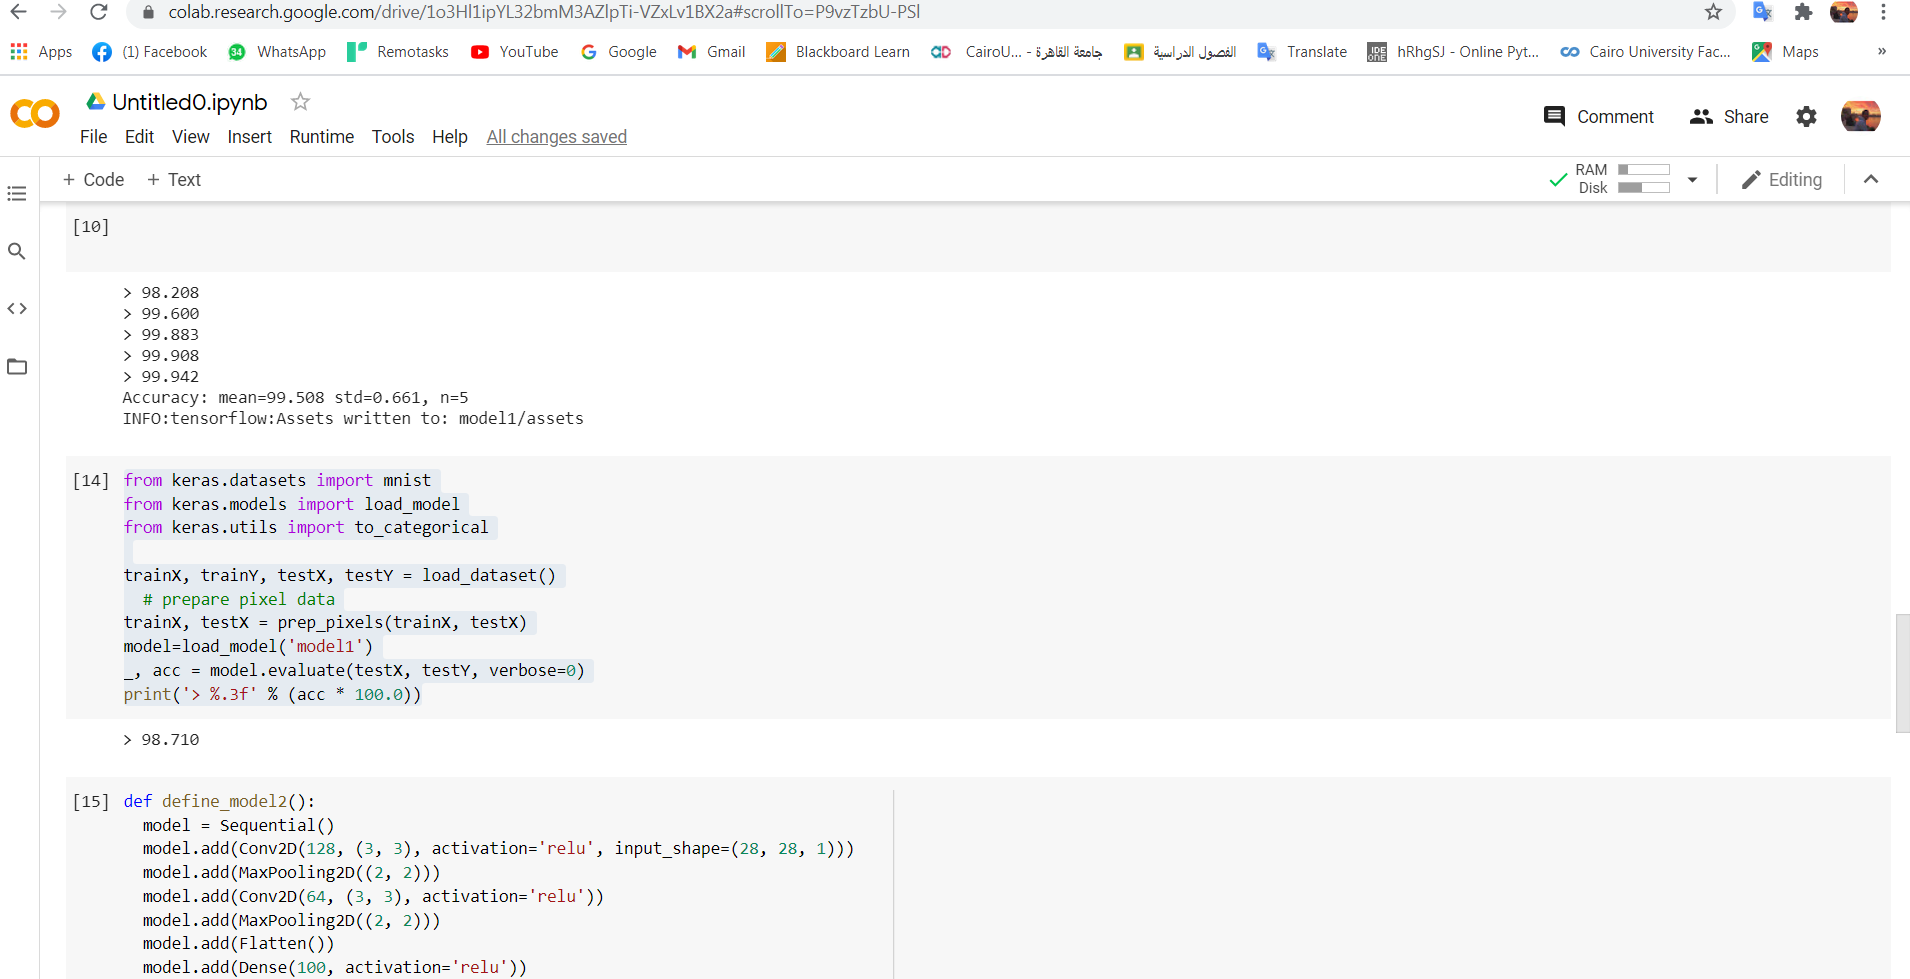 colab.research.google.com/drive/1o3Hl1ipYL32bmM3AZlpTi-VZxLv1BX2a#scrollTo=P9vzTzbU-PSl
Apps (1) Facebook 34 WhatsApp Remotasks YouTube Google Gmail Blackboard Learn CairoU... - جامعة القاهرة الفصول الدراسية Translate hRhgSJ - Online Pyt... Cairo University Fac... Maps »
Untitled0.ipynb
Comment Share
File Edit View Insert Runtime Tools Help All changes saved
+ Code + Text RAM Disk Editing
[10]
> 98.208
> 99.600
> 99.883
> 99.908
> 99.942
Accuracy: mean=99.508 std=0.661, n=5
INFO:tensorflow:Assets written to: model1/assets
[14] from keras.datasets import mnist
from keras.models import load_model
from keras.utils import to_categorical
trainX, trainY, testX, testY = load_dataset()
# prepare pixel data
trainX, testX = prep_pixels(trainX, testX)
model=load_model('model1')
_, acc = model.evaluate(testX, testY, verbose=0)
print('> %.3f' % (acc * 100.0))
> 98.710
[15] def define_model2():
model = Sequential()
model.add(Conv2D(128, (3, 3), activation='relu', input_shape=(28, 28, 1)))
model.add(MaxPooling2D((2, 2)))
model.add(Conv2D(64, (3, 3), activation='relu'))
model.add(MaxPooling2D((2, 2)))
model.add(Flatten())
model.add(Dense(100, activation='relu'))